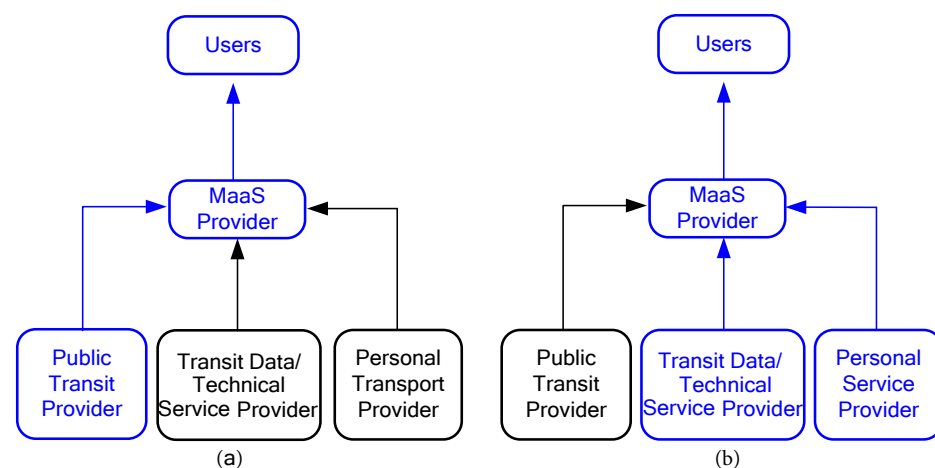 Users
MaaS
Provider
Public
Transit
Provider
Transit Data/
Technical
Service Provider
Personal
Transport
Provider
(a)
Users
MaaS
Provider
Public
Transit
Provider
Transit Data/
Technical
Service Provider
Personal
Service
Provider
(b)